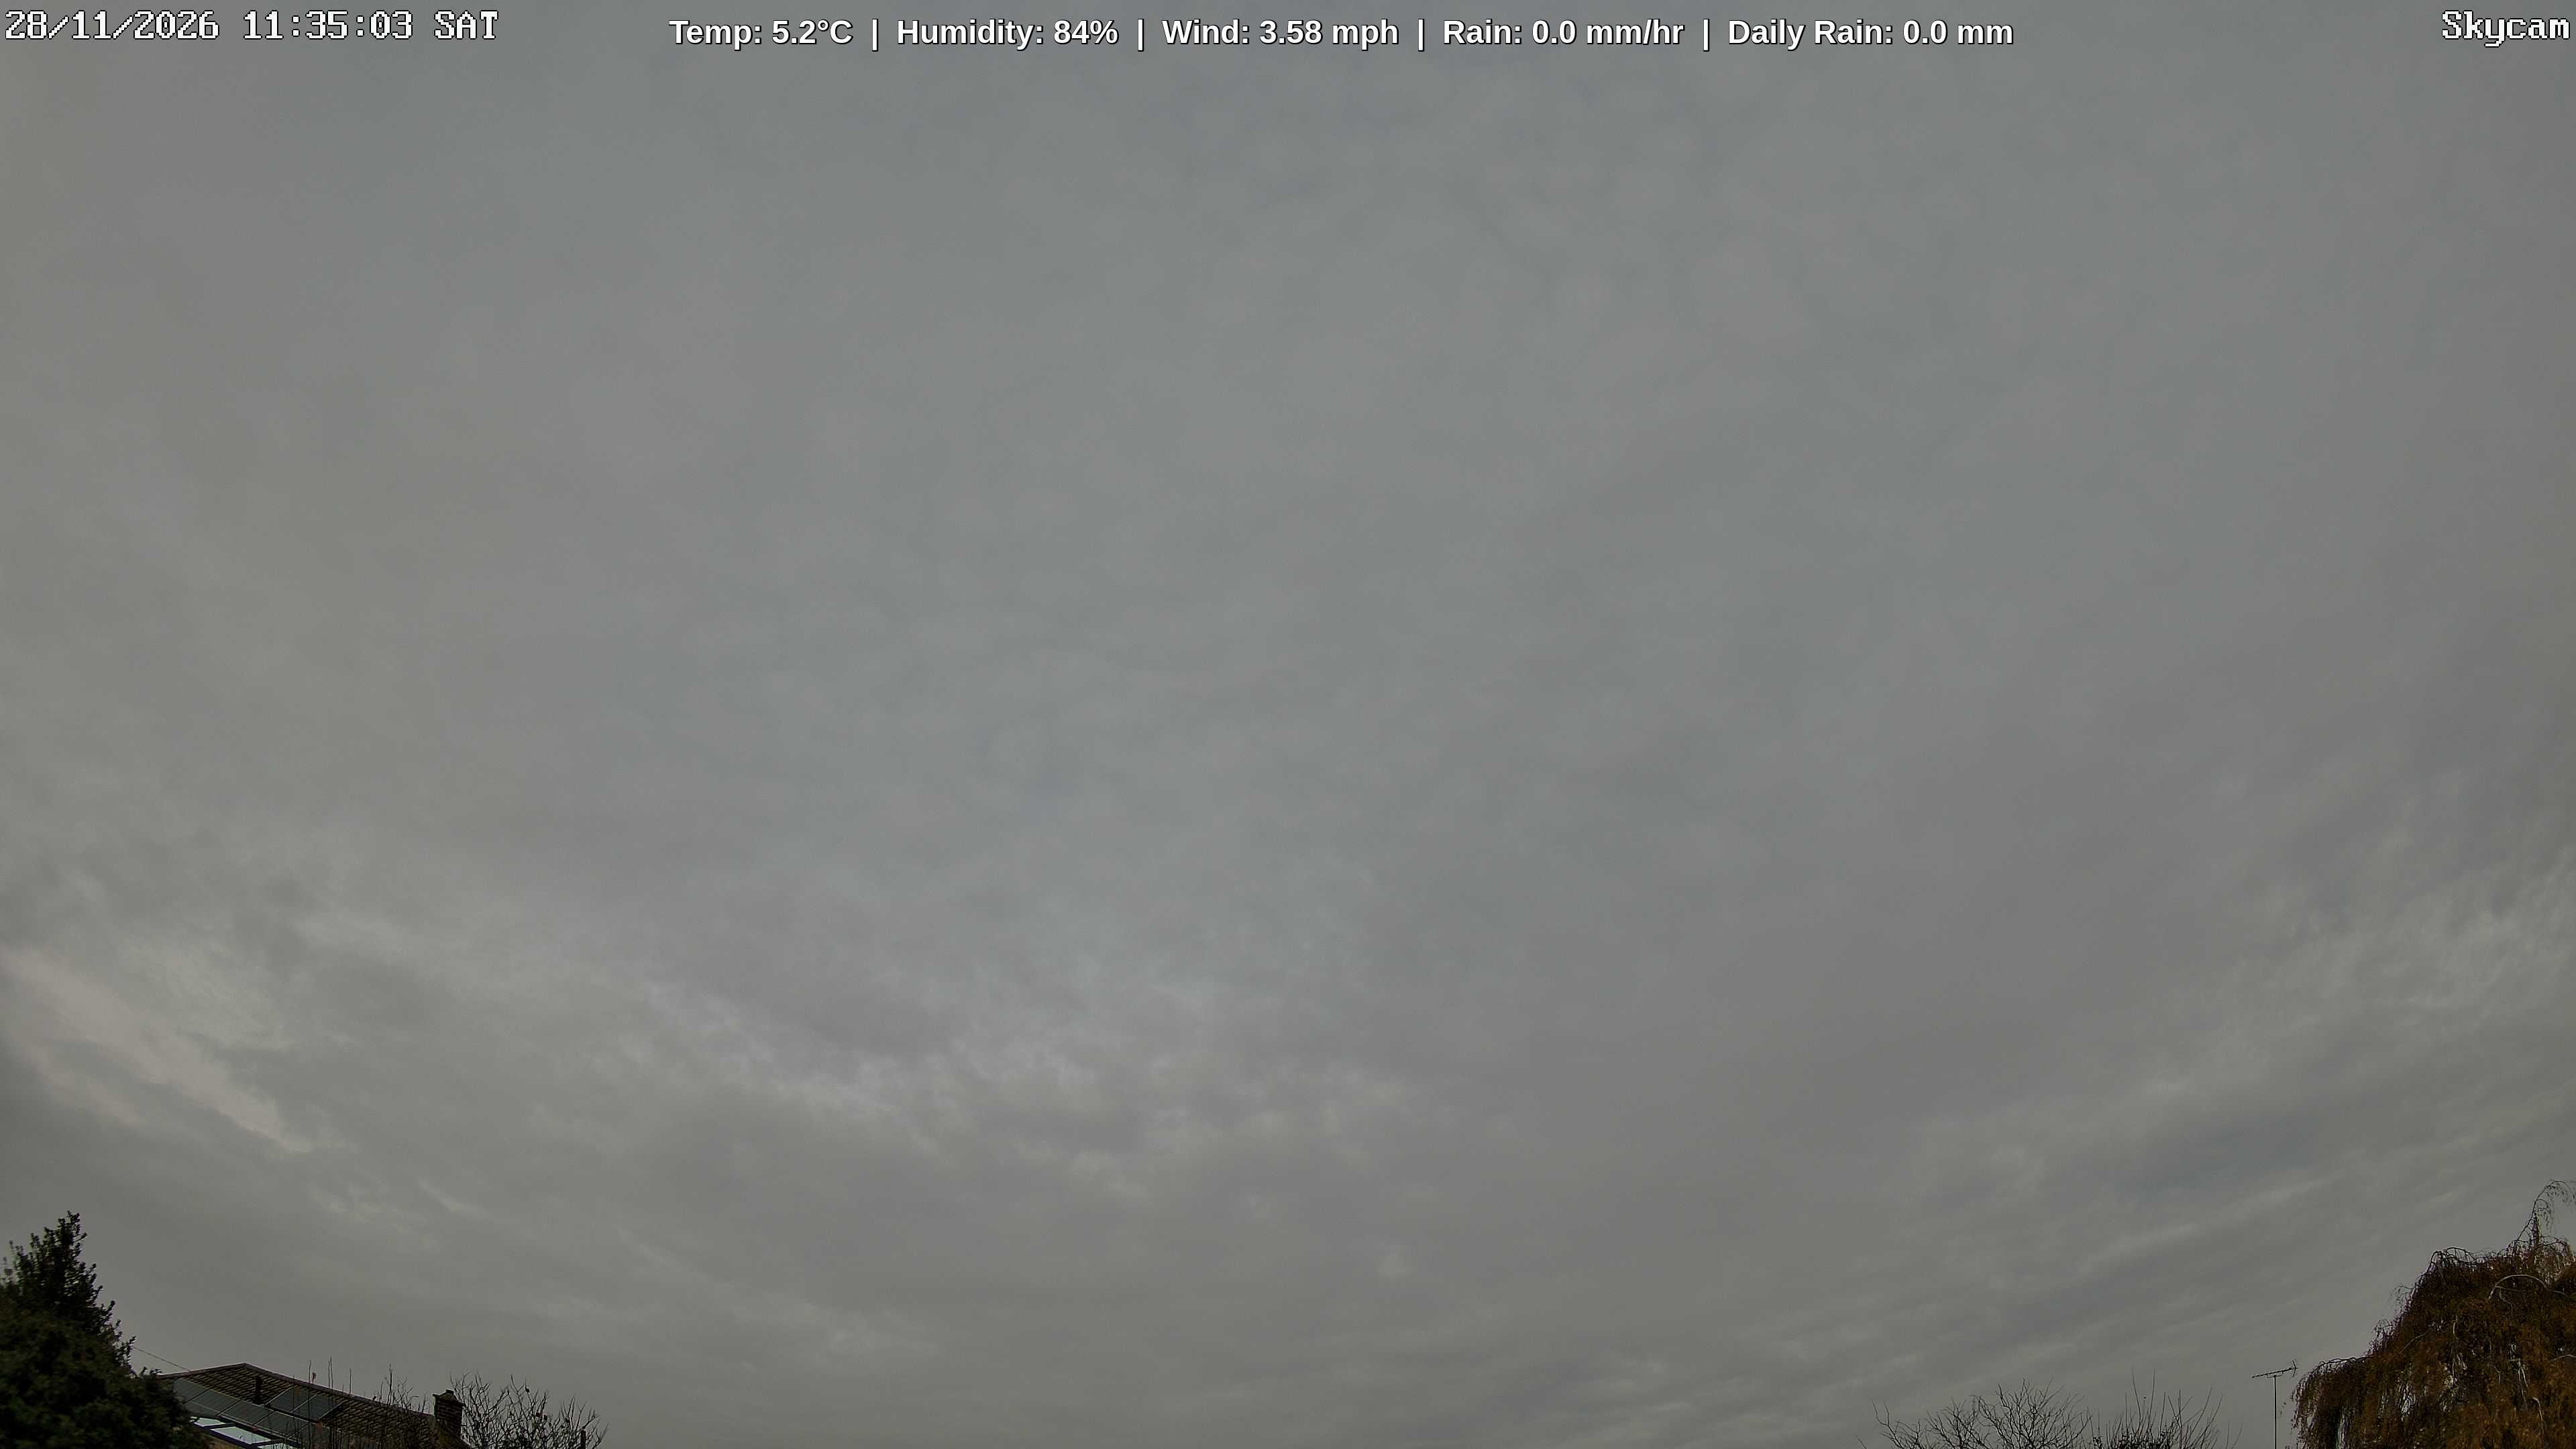 28/11/2026 11:35:03 SAT
Temp: 5.2°C | Humidity: 84% | Wind: 3.58 mph | Rain: 0.0 mm/hr | Daily Rain: 0.0 mm
Skycam